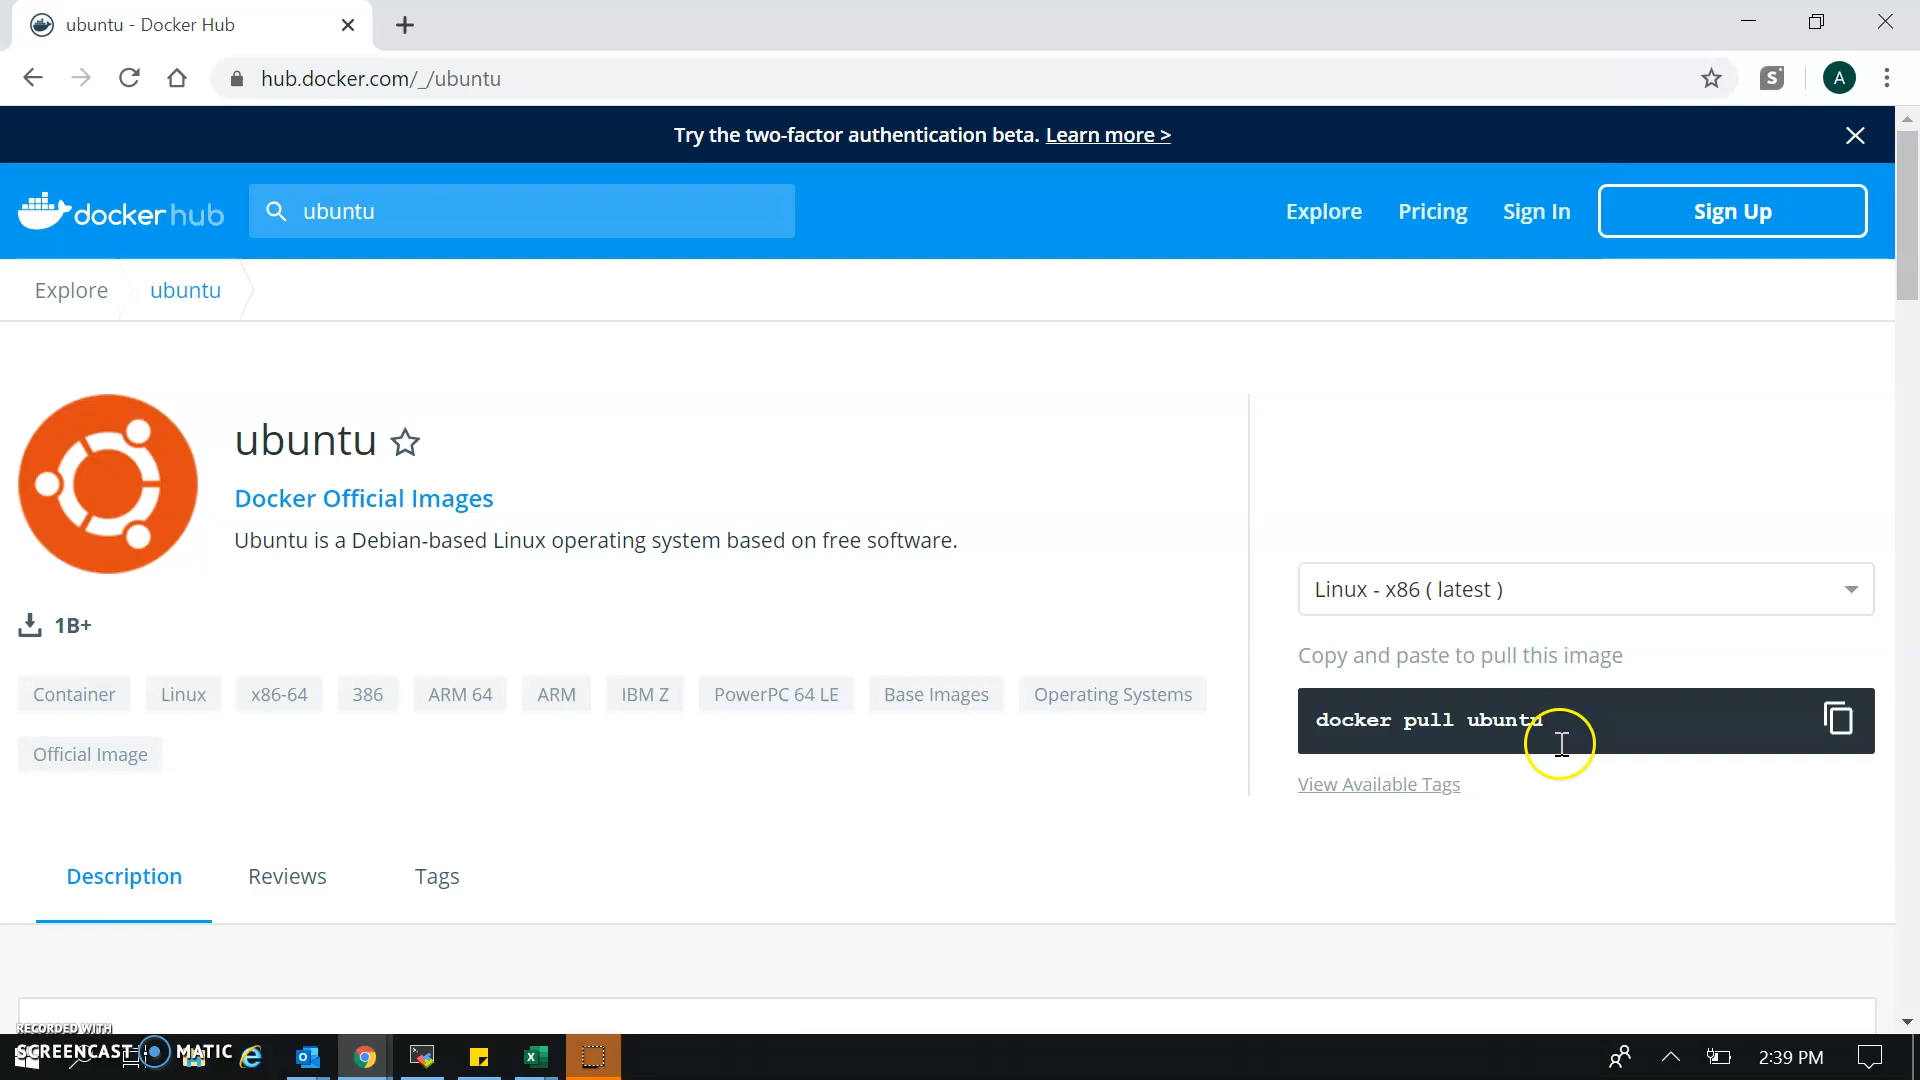 ubuntu - Docker Hub
hub.docker.com/_/ubuntu
S
A
Try the two-factor authentication beta. Learn more >
docker hub
ubuntu
Explore
Pricing
Sign In
Sign Up
Explore
ubuntu
ubuntu
Docker Official Images
Ubuntu is a Debian-based Linux operating system based on free software.
1B+
Linux - x86 ( latest )
Copy and paste to pull this image
docker pull ubuntu
View Available Tags
Container
Linux
x86-64
386
ARM 64
ARM
IBM Z
PowerPC 64 LE
Base Images
Operating Systems
Official Image
Description
Reviews
Tags
RECORDED WITH
SCREENCAST MATIC
2:39 PM